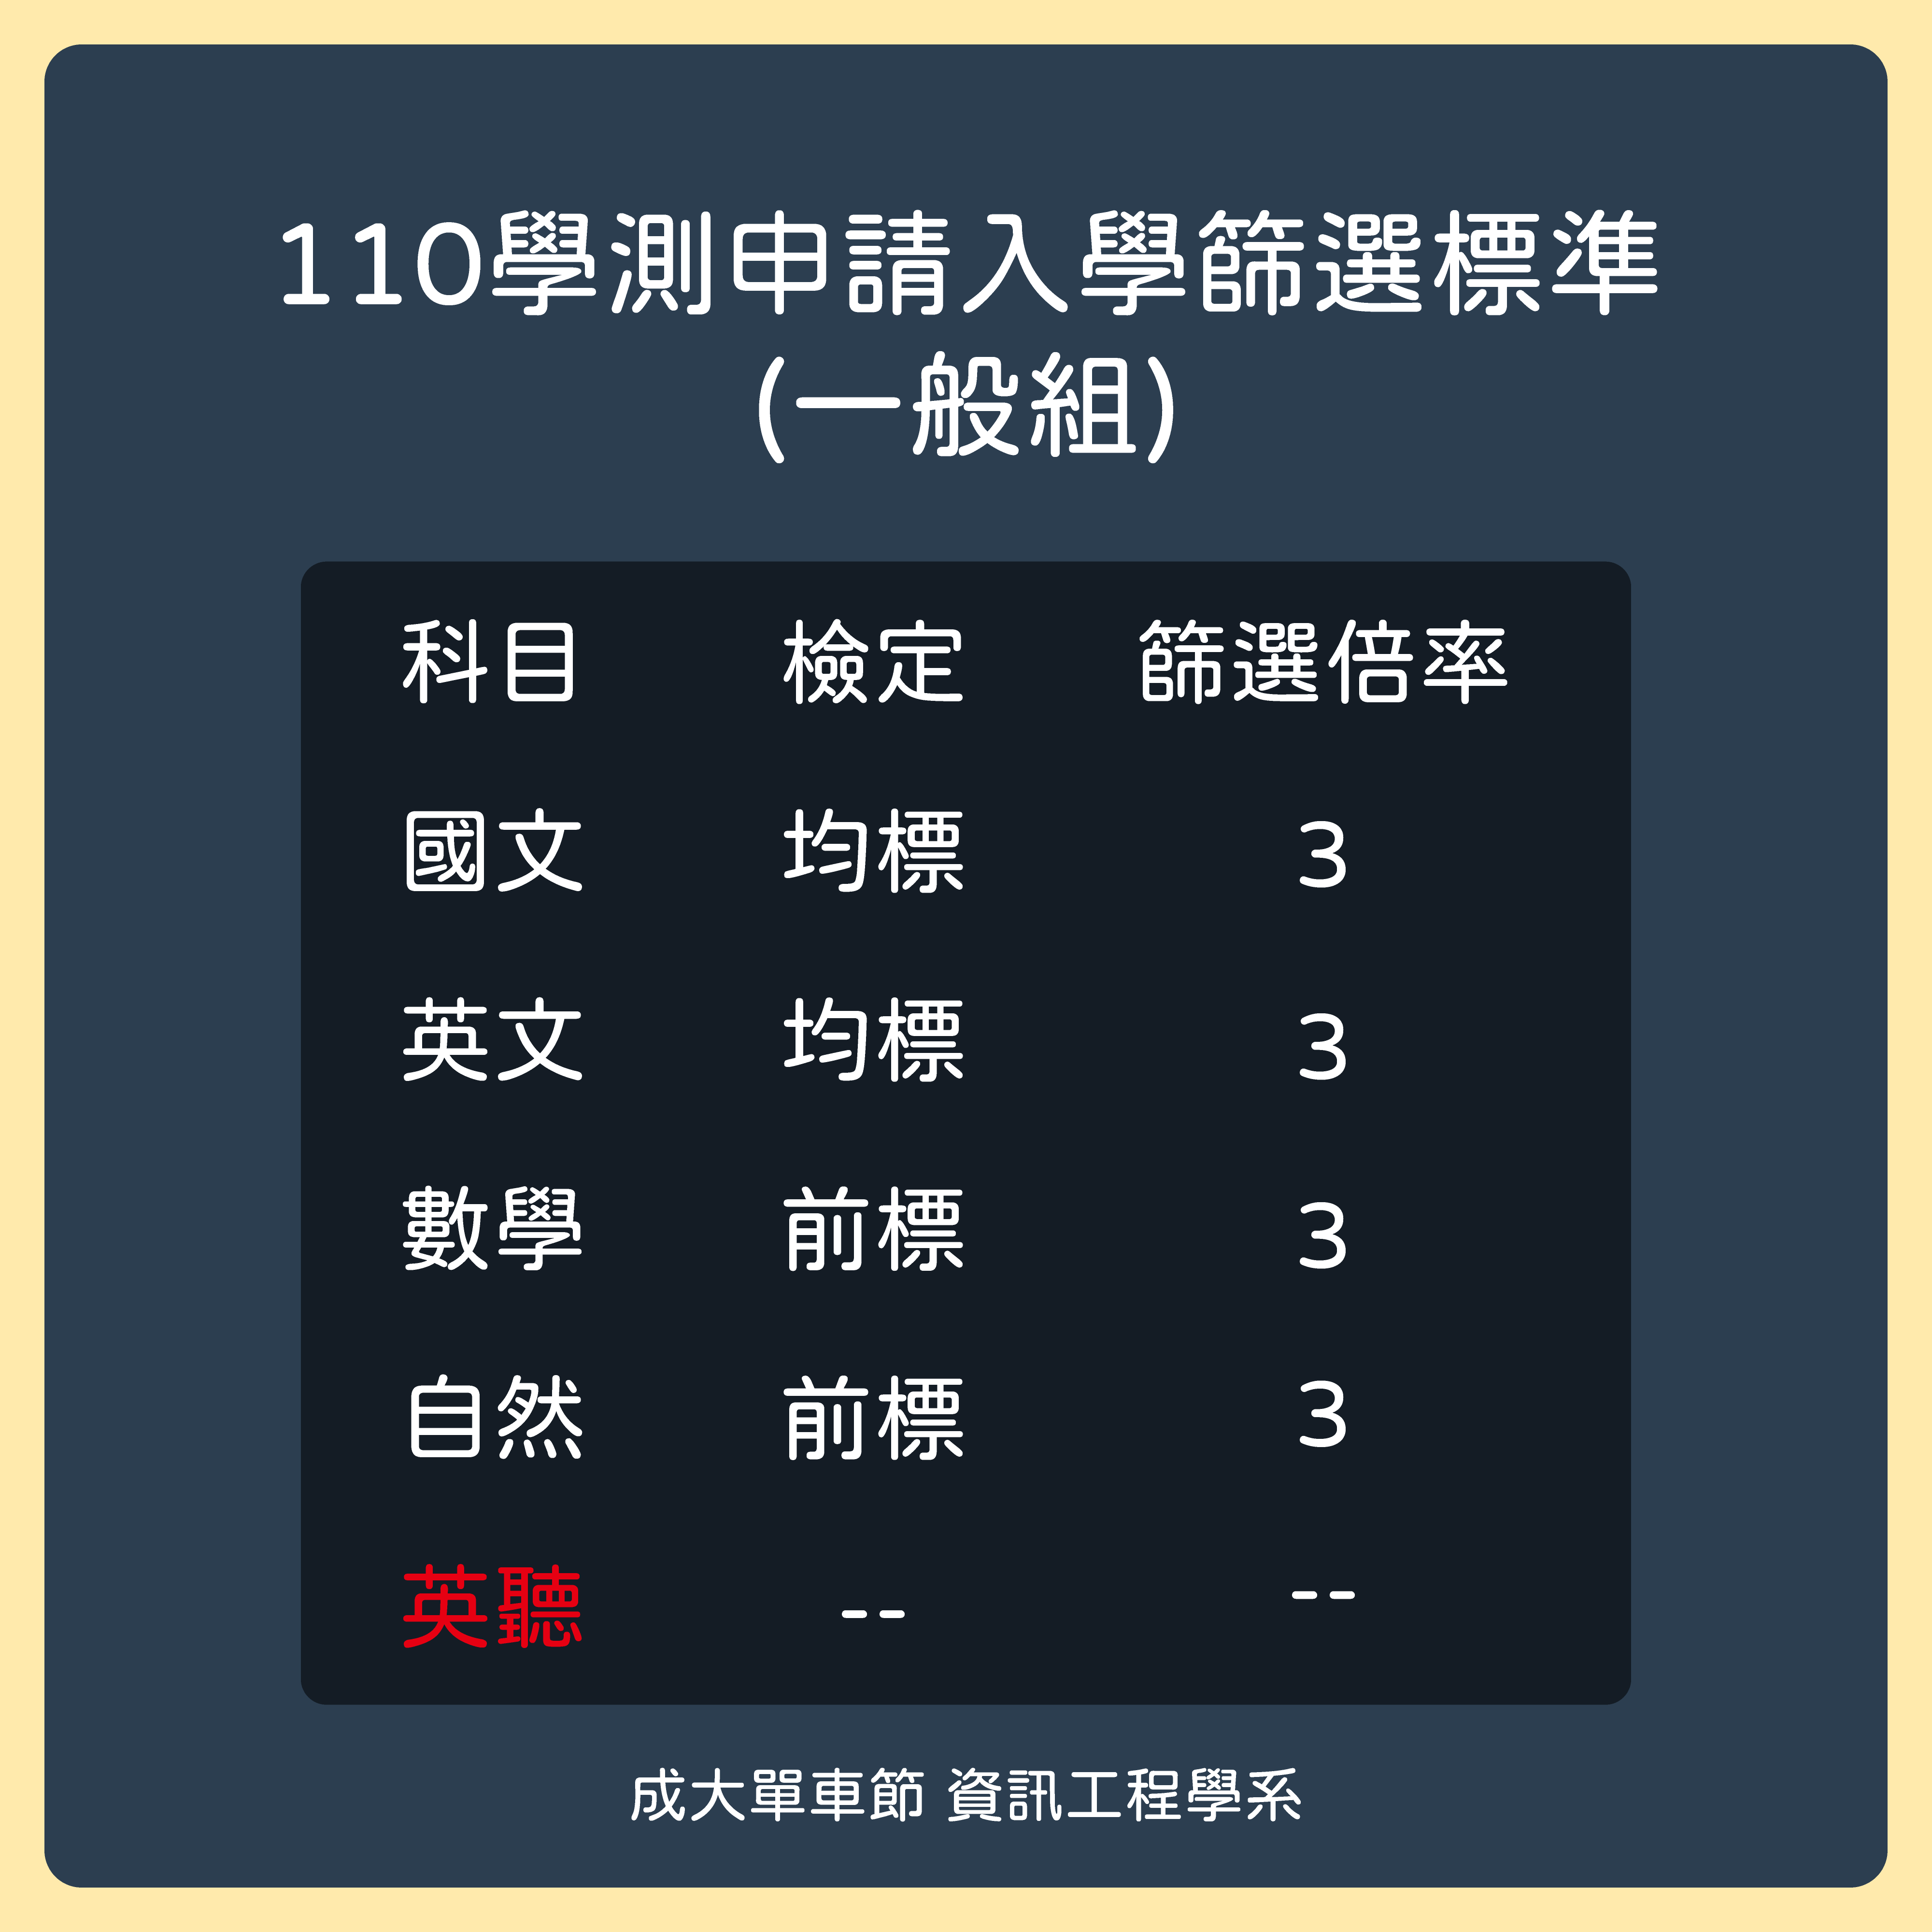 110學測申請入學篩選標準
(一般組)
科目 檢定 篩選倍率
國文 均標 3
英文 均標 3
數學 前標 3
自然 前標 3
英聽 -- --
成大單車節 資訊工程學系